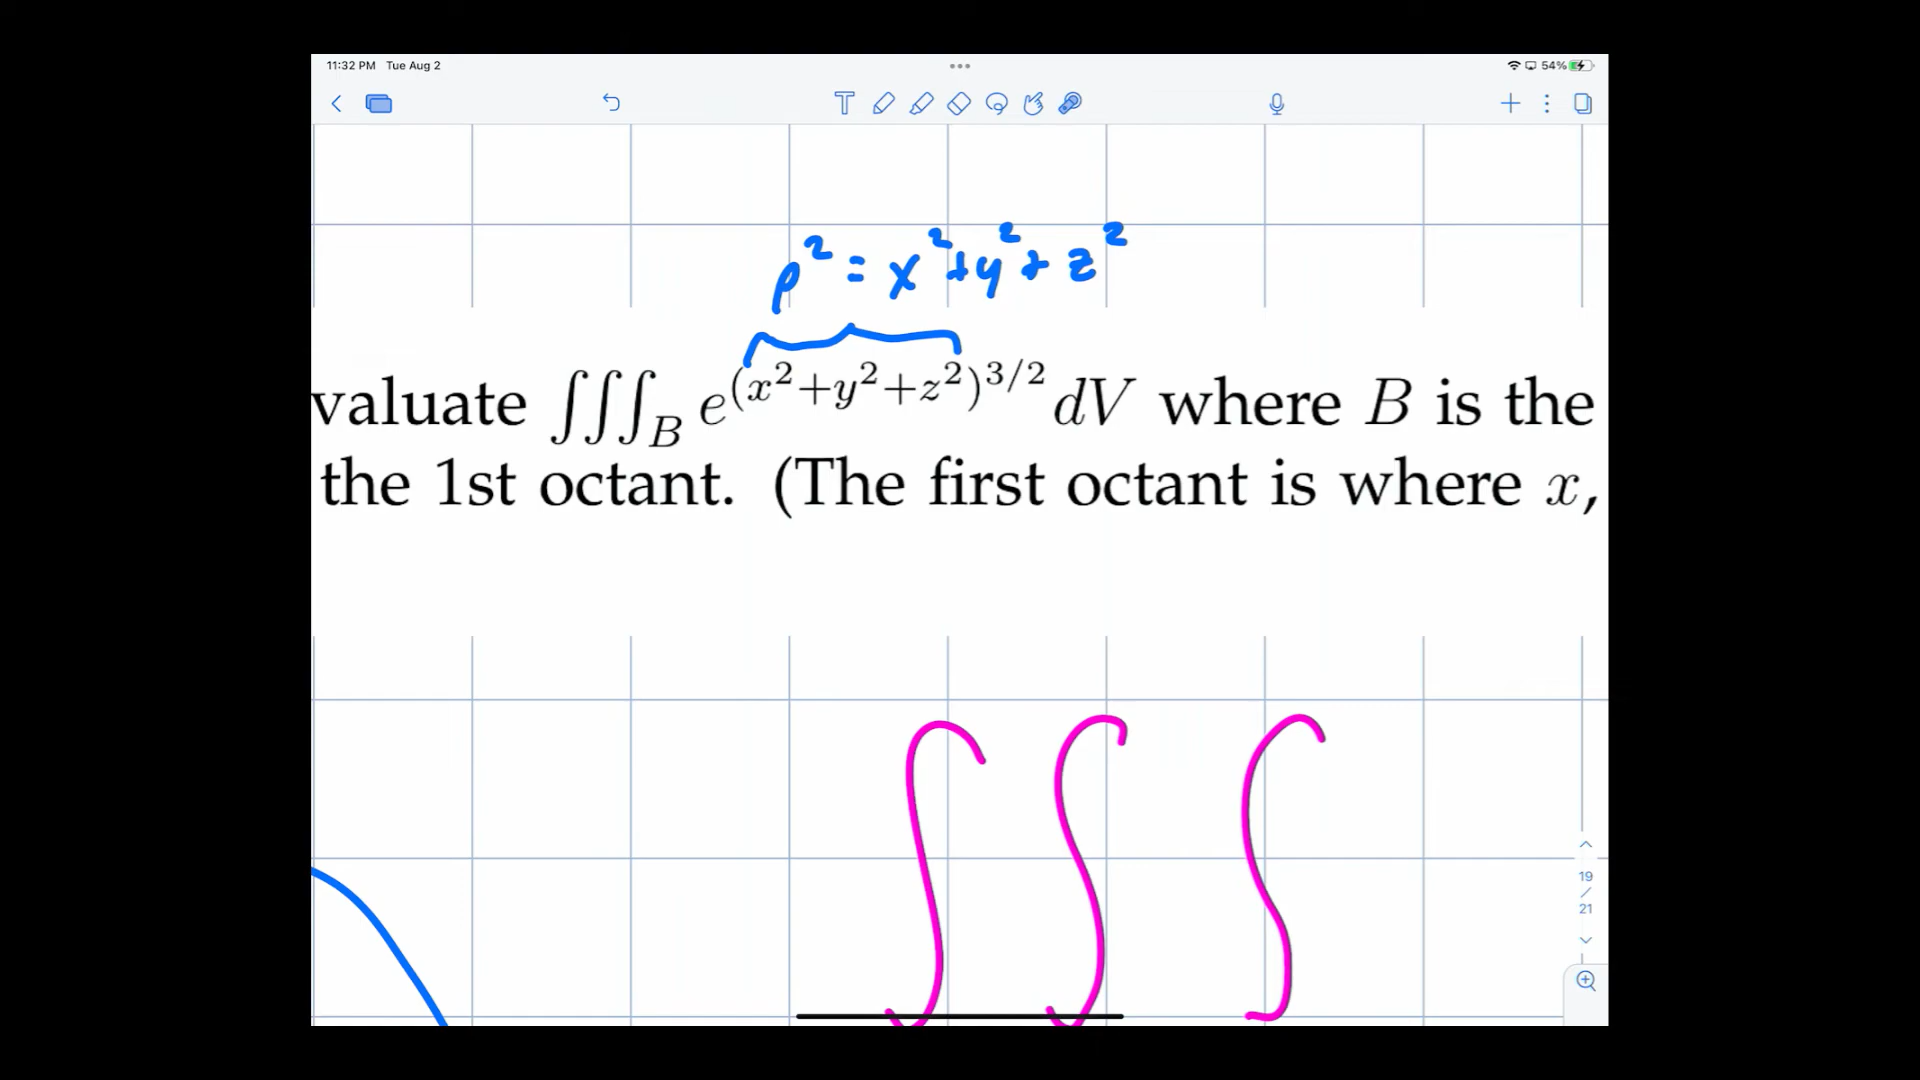 11:32 PM Tue Aug 2
54%
T
ρ² = x² + y² + z²
valuate ∫∫∫_B e^(x²+y²+z²)^3/2 dV where B is the
the 1st octant. (The first octant is where x,
∫ ∫ ∫
19
/
21